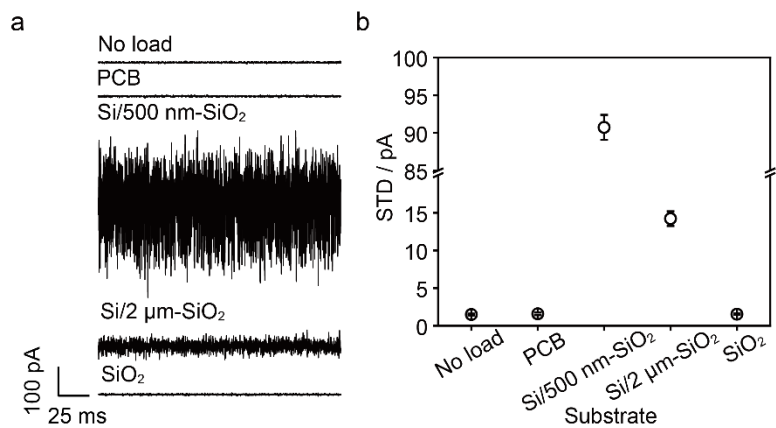 a
No load
PCB
Si/500 nm-SiO₂
Si/2 μm-SiO₂
SiO₂
100 pA
25 ms
b
STD / pA
100
95
90
85
15
10
5
0
No load
PCB
Si/500 nm-SiO₂
Si/2 μm-SiO₂
SiO₂
Substrate